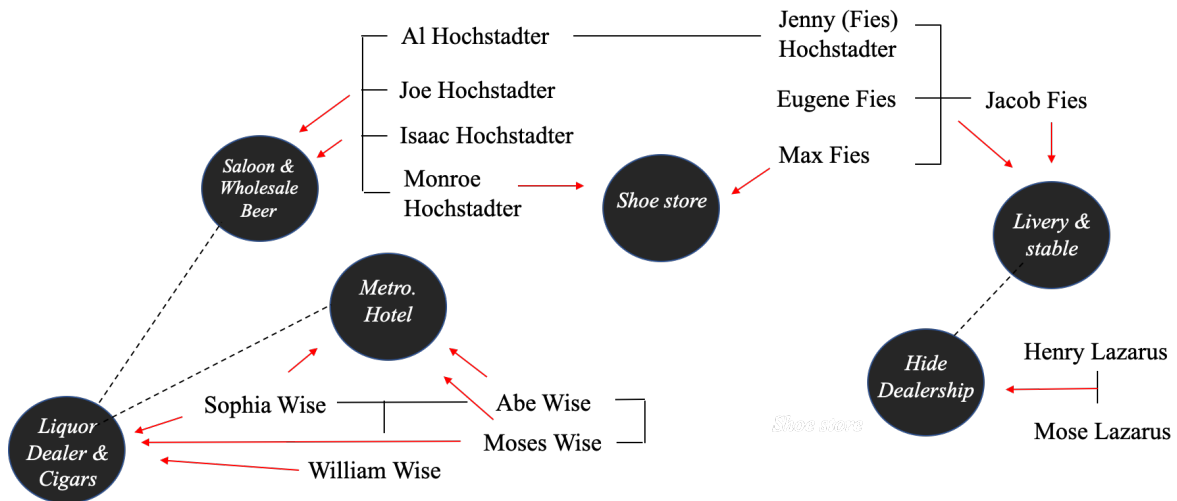 Al Hochstadter
Jenny (Fies)
Hochstadter
Joe Hochstadter
Eugene Fies
Jacob Fies
Isaac Hochstadter
Max Fies
Saloon &
Wholesale
Beer
Monroe
Hochstadter
Shoe store
Livery &
stable
Metro.
Hotel
Hide
Dealership
Henry Lazarus
Mose Lazarus
Sophia Wise
Abe Wise
Moses Wise
William Wise
Shoe store
Liquor
Dealer &
Cigars